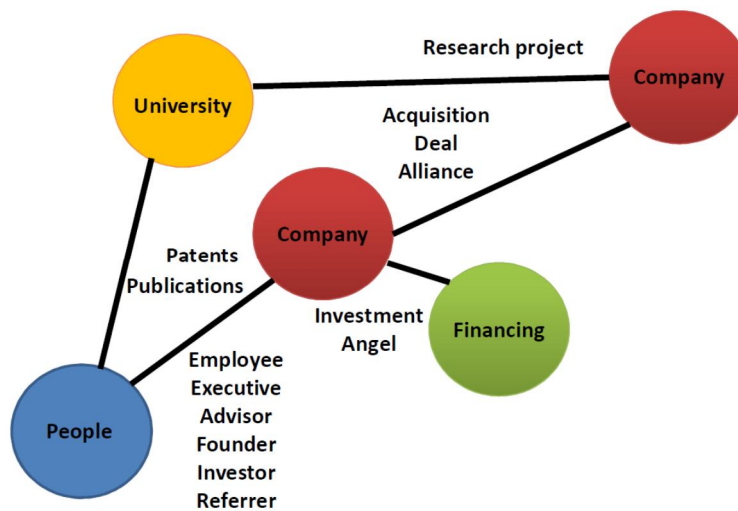 Research project
Company
University
Acquisition
Deal
Alliance
Company
Patents
Publications
Investment
Angel
Financing
Employee
Executive
Advisor
Founder
Investor
Referrer
People